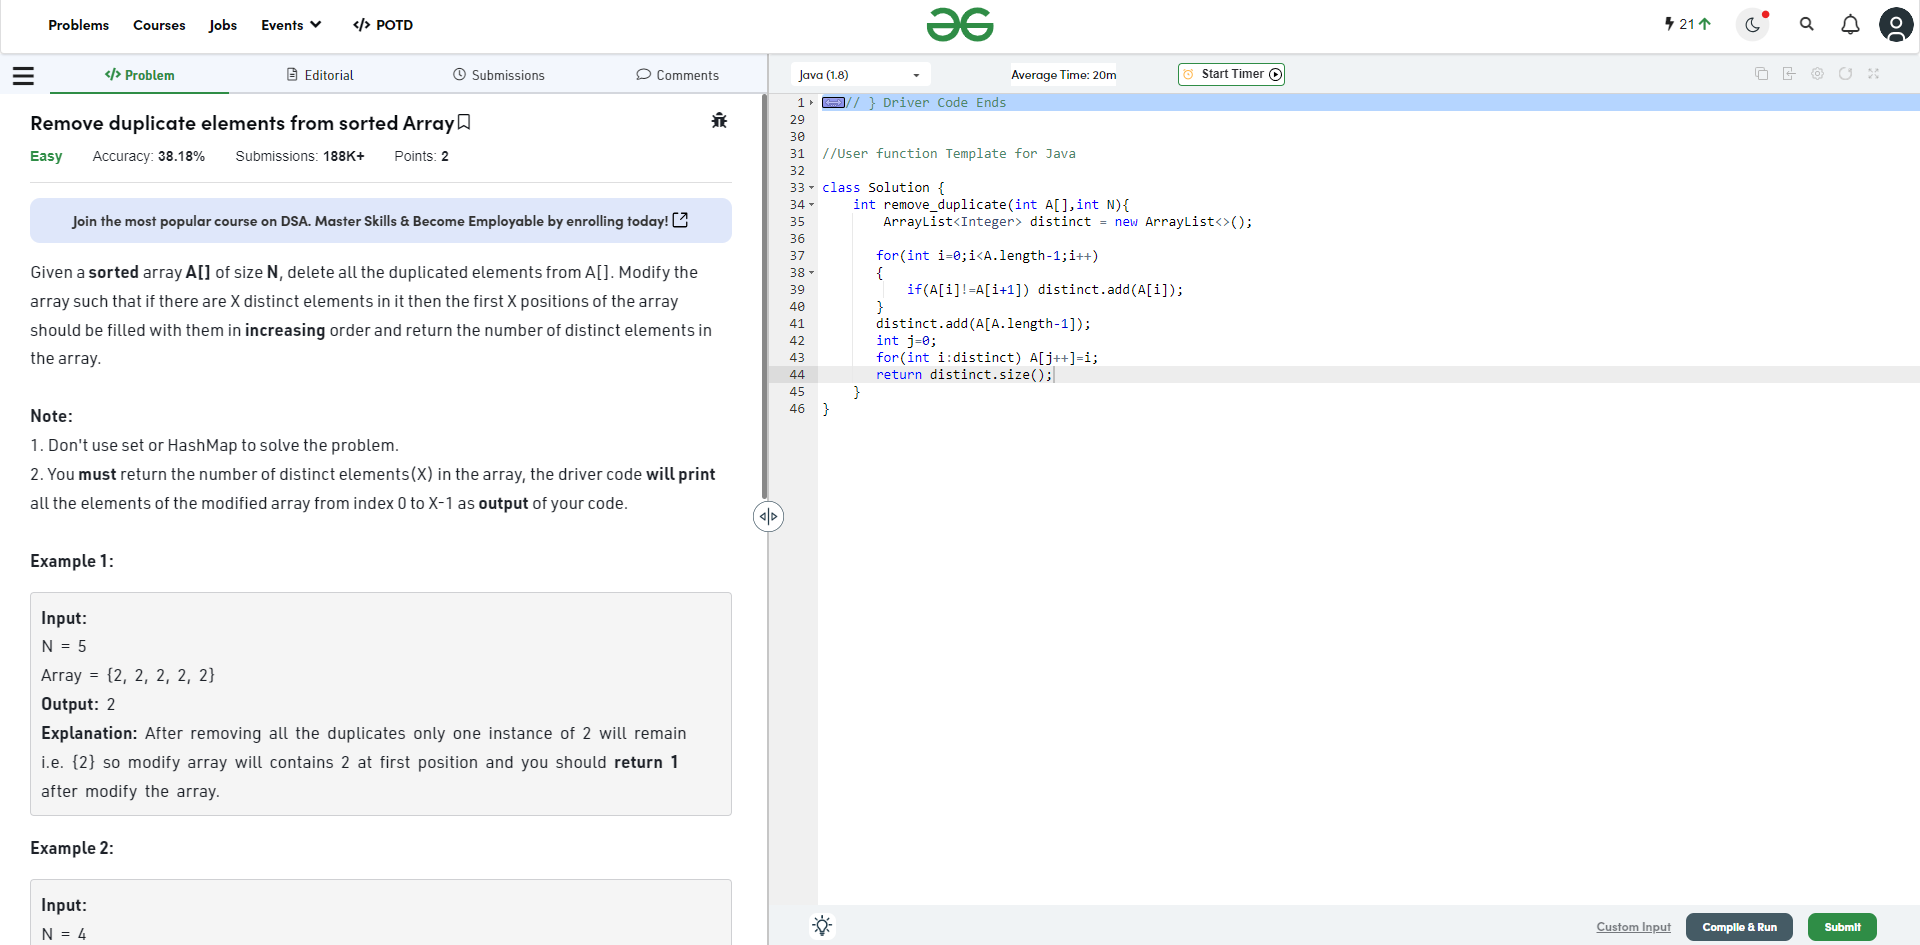 Problems Courses Jobs Events </> POTD
21
</> Problem Editorial Submissions Comments
Remove duplicate elements from sorted Array
Easy Accuracy: 38.18% Submissions: 188K+ Points: 2
Join the most popular course on DSA. Master Skills & Become Employable by enrolling today!
Given a sorted array A[] of size N, delete all the duplicated elements from A[]. Modify the
array such that if there are X distinct elements in it then the first X positions of the array
should be filled with them in increasing order and return the number of distinct elements in
the array.
Note:
1. Don't use set or HashMap to solve the problem.
2. You must return the number of distinct elements(X) in the array, the driver code will print
all the elements of the modified array from index 0 to X-1 as output of your code.
Example 1:
Input:
N = 5
Array = {2, 2, 2, 2, 2}
Output: 2
Explanation: After removing all the duplicates only one instance of 2 will remain
i.e. {2} so modify array will contains 2 at first position and you should return 1
after modify the array.
Example 2:
Input:
N = 4
Java (1.8) Average Time: 20m Start Timer
1 // } Driver Code Ends
29
30
31 //User function Template for Java
32
33 class Solution {
34 int remove_duplicate(int A[],int N){
35 ArrayList<Integer> distinct = new ArrayList<>();
36
37 for(int i=0;i<A.length-1;i++)
38 {
39 if(A[i]!=A[i+1]) distinct.add(A[i]);
40 }
41 distinct.add(A[A.length-1]);
42 int j=0;
43 for(int i:distinct) A[j++]=i;
44 return distinct.size();
45 }
46 }
Custom Input Compile & Run Submit